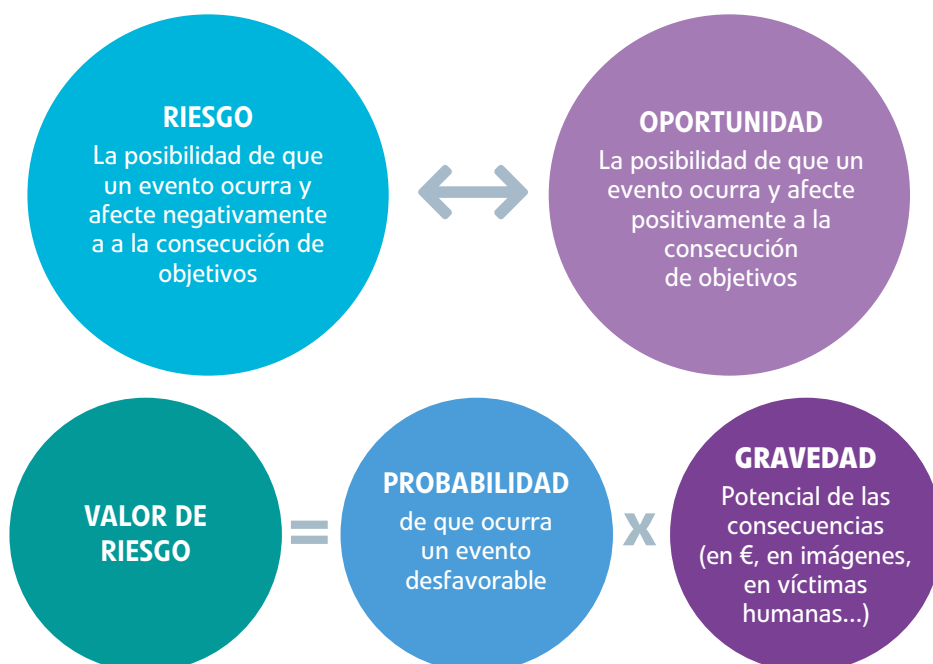 RIESGO
La posibilidad de que
un evento ocurra y
afecte negativamente
a a la consecución de
objetivos
OPORTUNIDAD
La posibilidad de que un
evento ocurra y afecte
positivamente a la
consecución
de objetivos
VALOR DE
RIESGO
=
PROBABILIDAD
de que ocurra
un evento
desfavorable
x
GRAVEDAD
Potencial de las
consecuencias
(en €, en imágenes,
en víctimas
humanas...)